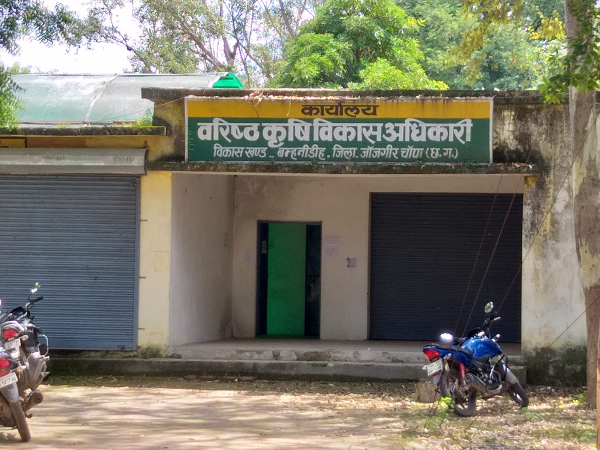 कार्यालय
वरिष्ठ कृषि विकास अधिकारी
विकास खण्ड _ बम्हनीडीह . जिला. जाँजगीर चाँपा (छ.ग.)